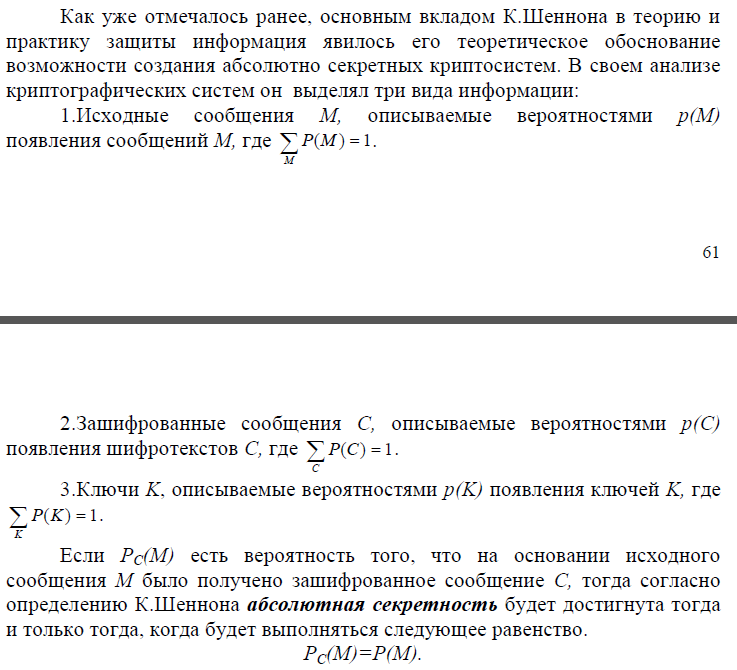 Как уже отмечалось ранее, основным вкладом К.Шеннона в теорию и
практику защиты информация явилось его теоретическое обоснование
возможности создания абсолютно секретных криптосистем. В своем анализе
криптографических систем он выделял три вида информации:
1.Исходные сообщения M, описываемые вероятностями p(M)
появления сообщений M, где ∑_M P(M) = 1.
61
2.Зашифрованные сообщения C, описываемые вероятностями p(C)
появления шифротекстов C, где ∑_C P(C) = 1.
3.Ключи K, описываемые вероятностями p(K) появления ключей K, где
∑_K P(K) = 1.
Если P_C(M) есть вероятность того, что на основании исходного
сообщения M было получено зашифрованное сообщение C, тогда согласно
определению К.Шеннона абсолютная секретность будет достигнута тогда
и только тогда, когда будет выполняться следующее равенство.
P_C(M)=P(M).